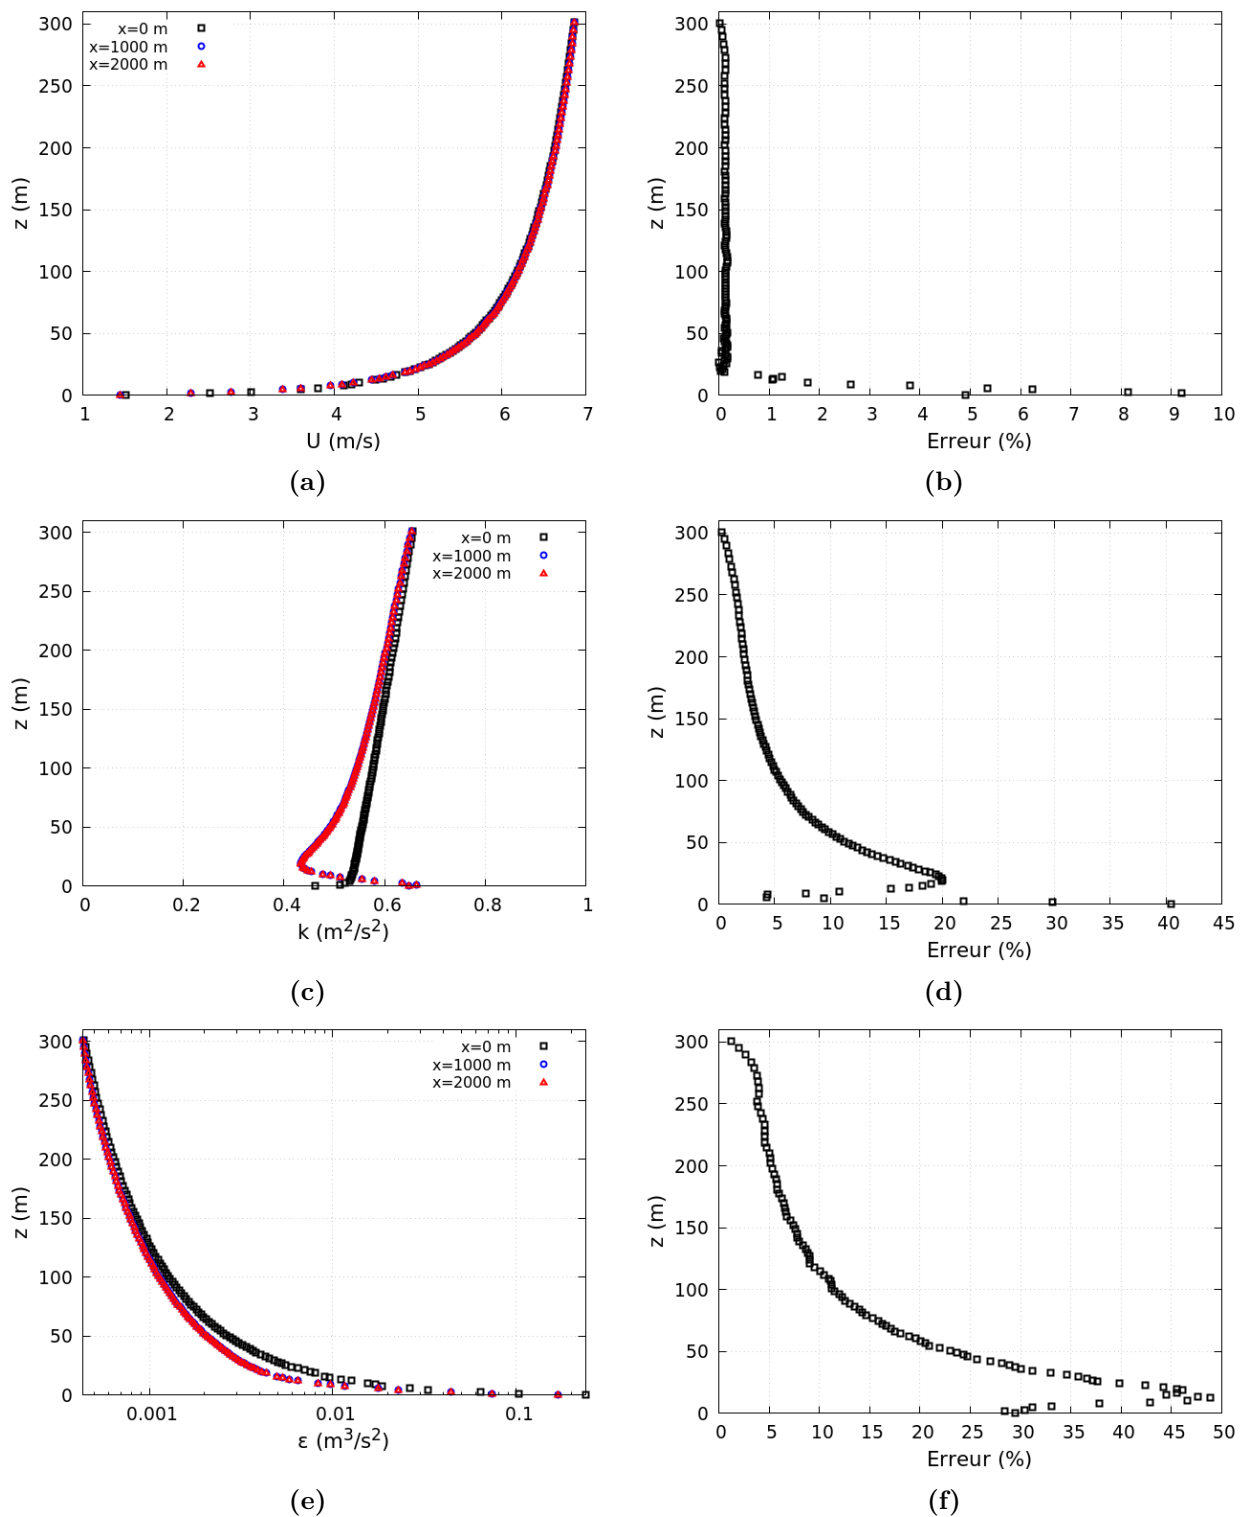 300
250
200
150
100
50
0
z (m)
x=0 m
x=1000 m
x=2000 m
1 2 3 4 5 6 7
U (m/s)
(a)
300
250
200
150
100
50
0
z (m)
0 1 2 3 4 5 6 7 8 9 10
Erreur (%)
(b)
300
250
200
150
100
50
0
z (m)
x=0 m
x=1000 m
x=2000 m
0 0.2 0.4 0.6 0.8 1
k (m²/s²)
(c)
300
250
200
150
100
50
0
z (m)
0 5 10 15 20 25 30 35 40 45
Erreur (%)
(d)
300
250
200
150
100
50
0
z (m)
x=0 m
x=1000 m
x=2000 m
0.001 0.01 0.1
ε (m³/s²)
(e)
300
250
200
150
100
50
0
z (m)
0 5 10 15 20 25 30 35 40 45 50
Erreur (%)
(f)